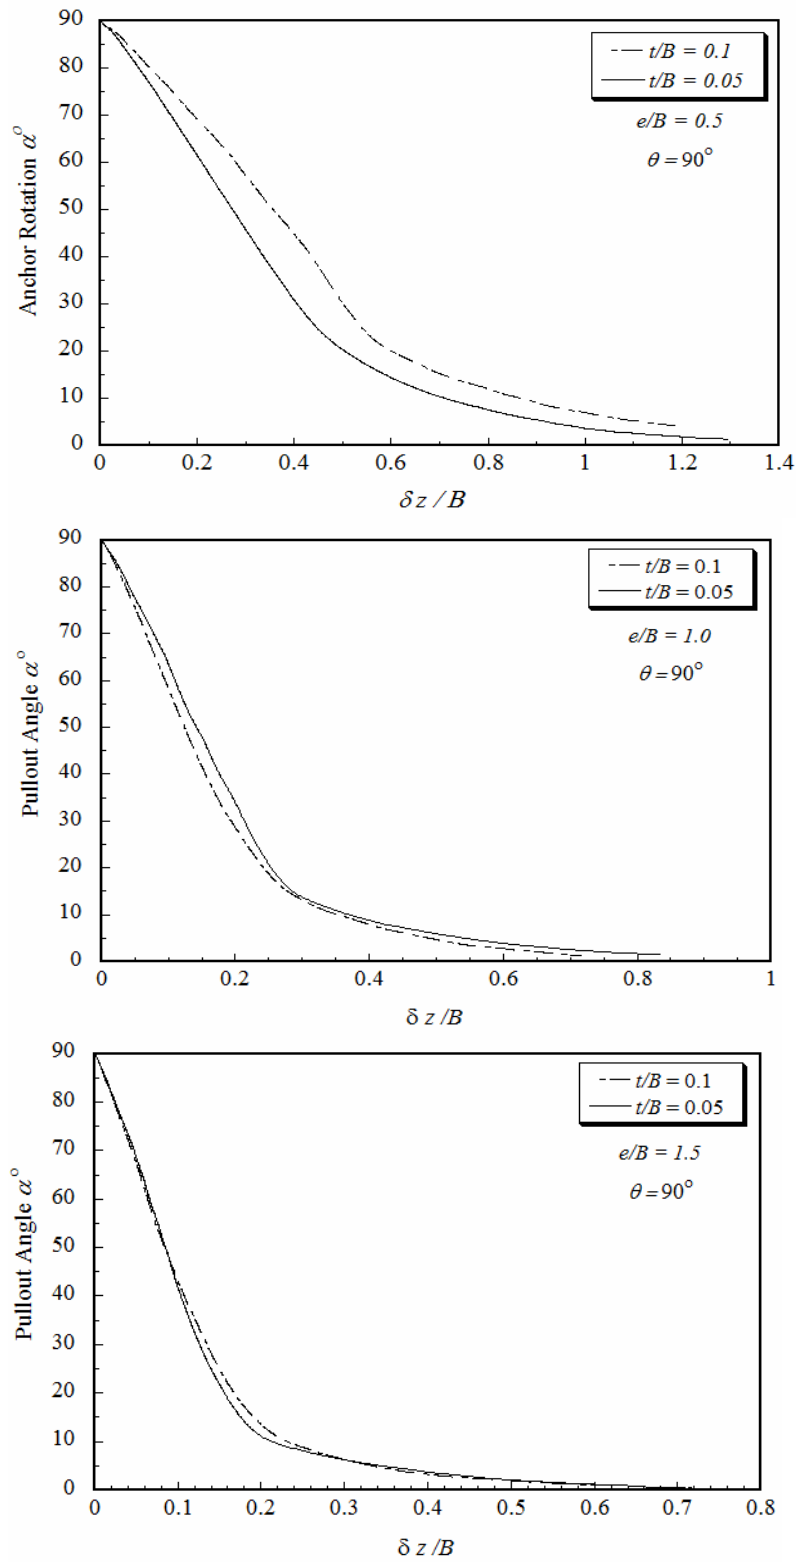 90
80
70
60
50
40
30
20
10
0
Anchor Rotation α°
t/B = 0.1
t/B = 0.05
e/B = 0.5
θ = 90°
0 0.2 0.4 0.6 0.8 1 1.2 1.4
δ z / B
90
80
70
60
50
40
30
20
10
0
Pullout Angle α°
t/B = 0.1
t/B = 0.05
e/B = 1.0
θ = 90°
0 0.2 0.4 0.6 0.8 1
δ z /B
90
80
70
60
50
40
30
20
10
0
Pullout Angle α°
t/B = 0.1
t/B = 0.05
e/B = 1.5
θ = 90°
0 0.1 0.2 0.3 0.4 0.5 0.6 0.7 0.8
δ z /B